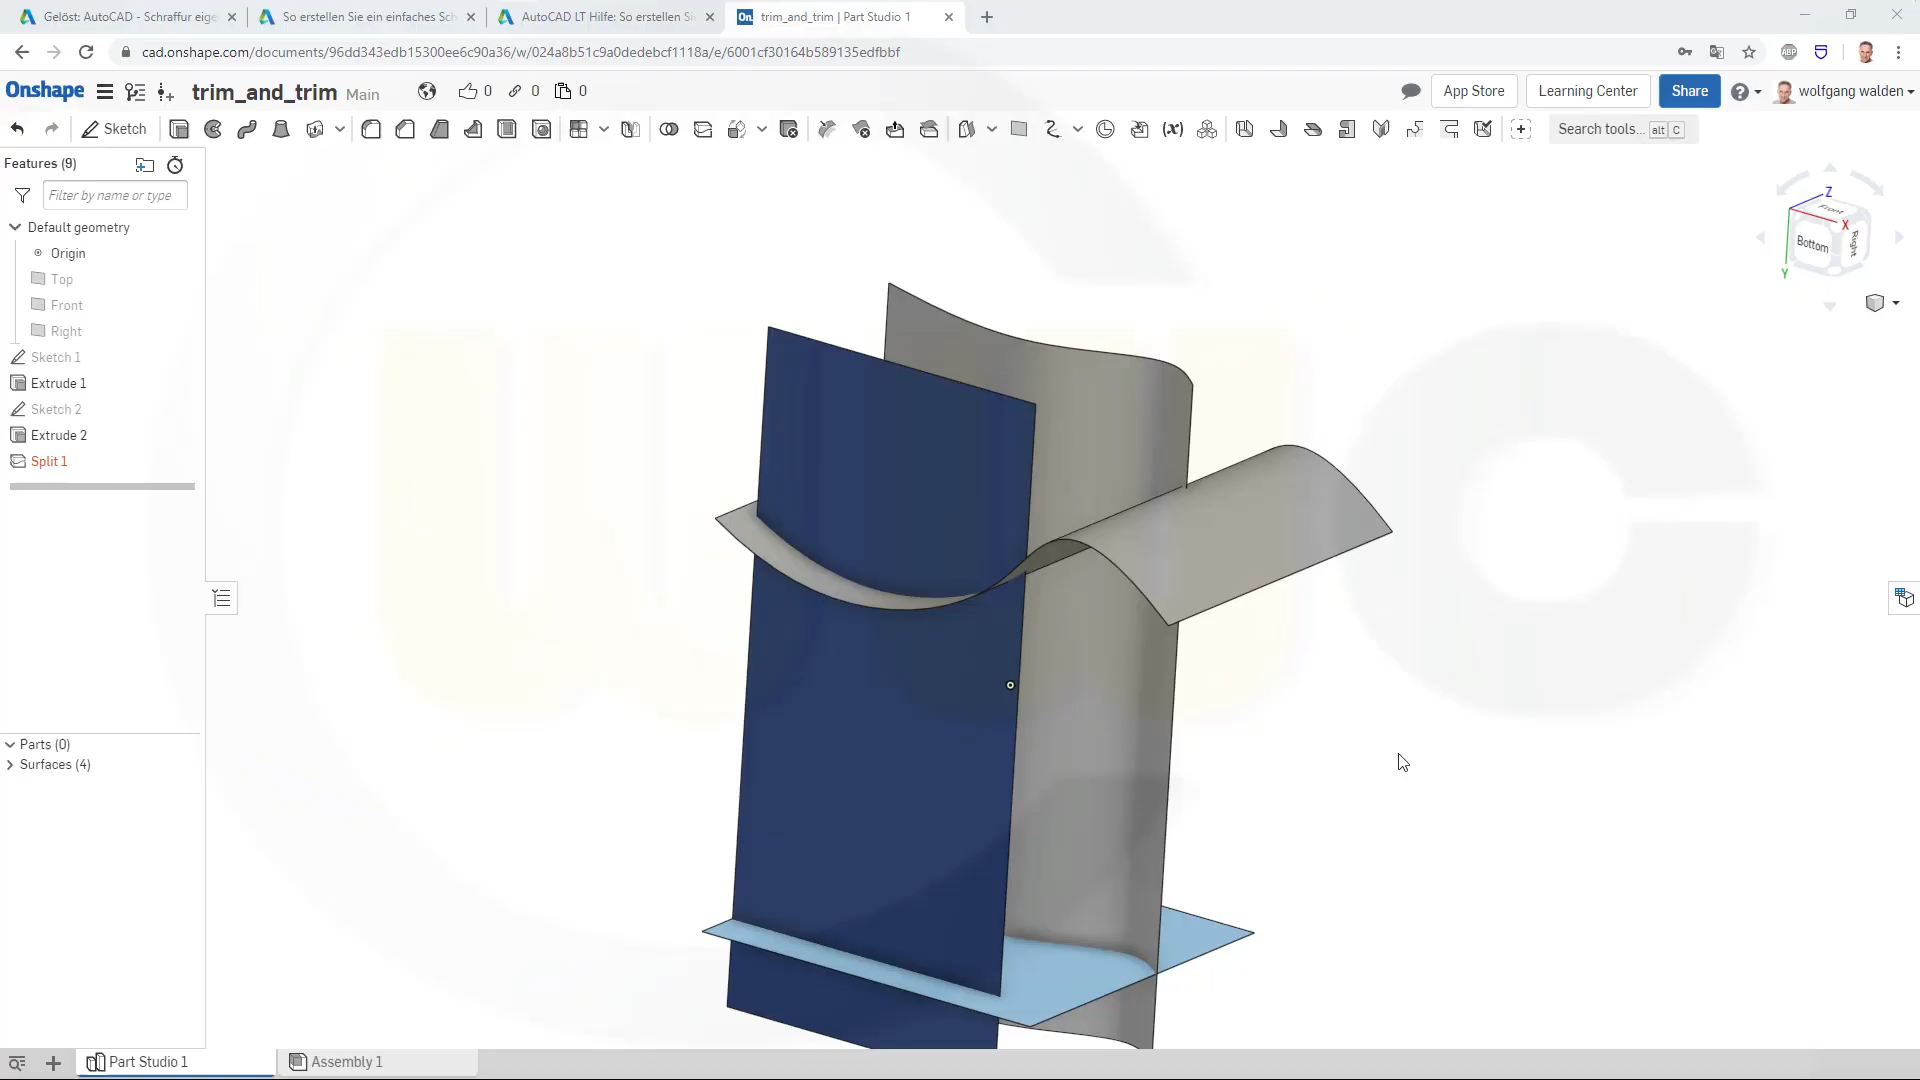 Gelöst: AutoCAD - Schraffur eige
So erstellen Sie ein einfaches Sch
AutoCAD LT Hilfe: So erstellen Si
On.
trim_and_trim | Part Studio 1
cad.onshape.com/documents/96dd343edb15300ee6c90a36/w/024a8b51c9a0dedebcf1118a/e/6001cf30164b589135edfbbf
ABP
Onshape
trim_and_trim Main
0
0
0
App Store
Learning Center
Share
wolfgang walden
Sketch
(x)
Search tools... alt C
Features (9)
Filter by name or type
Default geometry
Origin
Top
Front
Right
Sketch 1
Extrude 1
Sketch 2
Extrude 2
Split 1
Parts (0)
Surfaces (4)
Z
Front
X
Bottom
Right
Y
Part Studio 1
Assembly 1